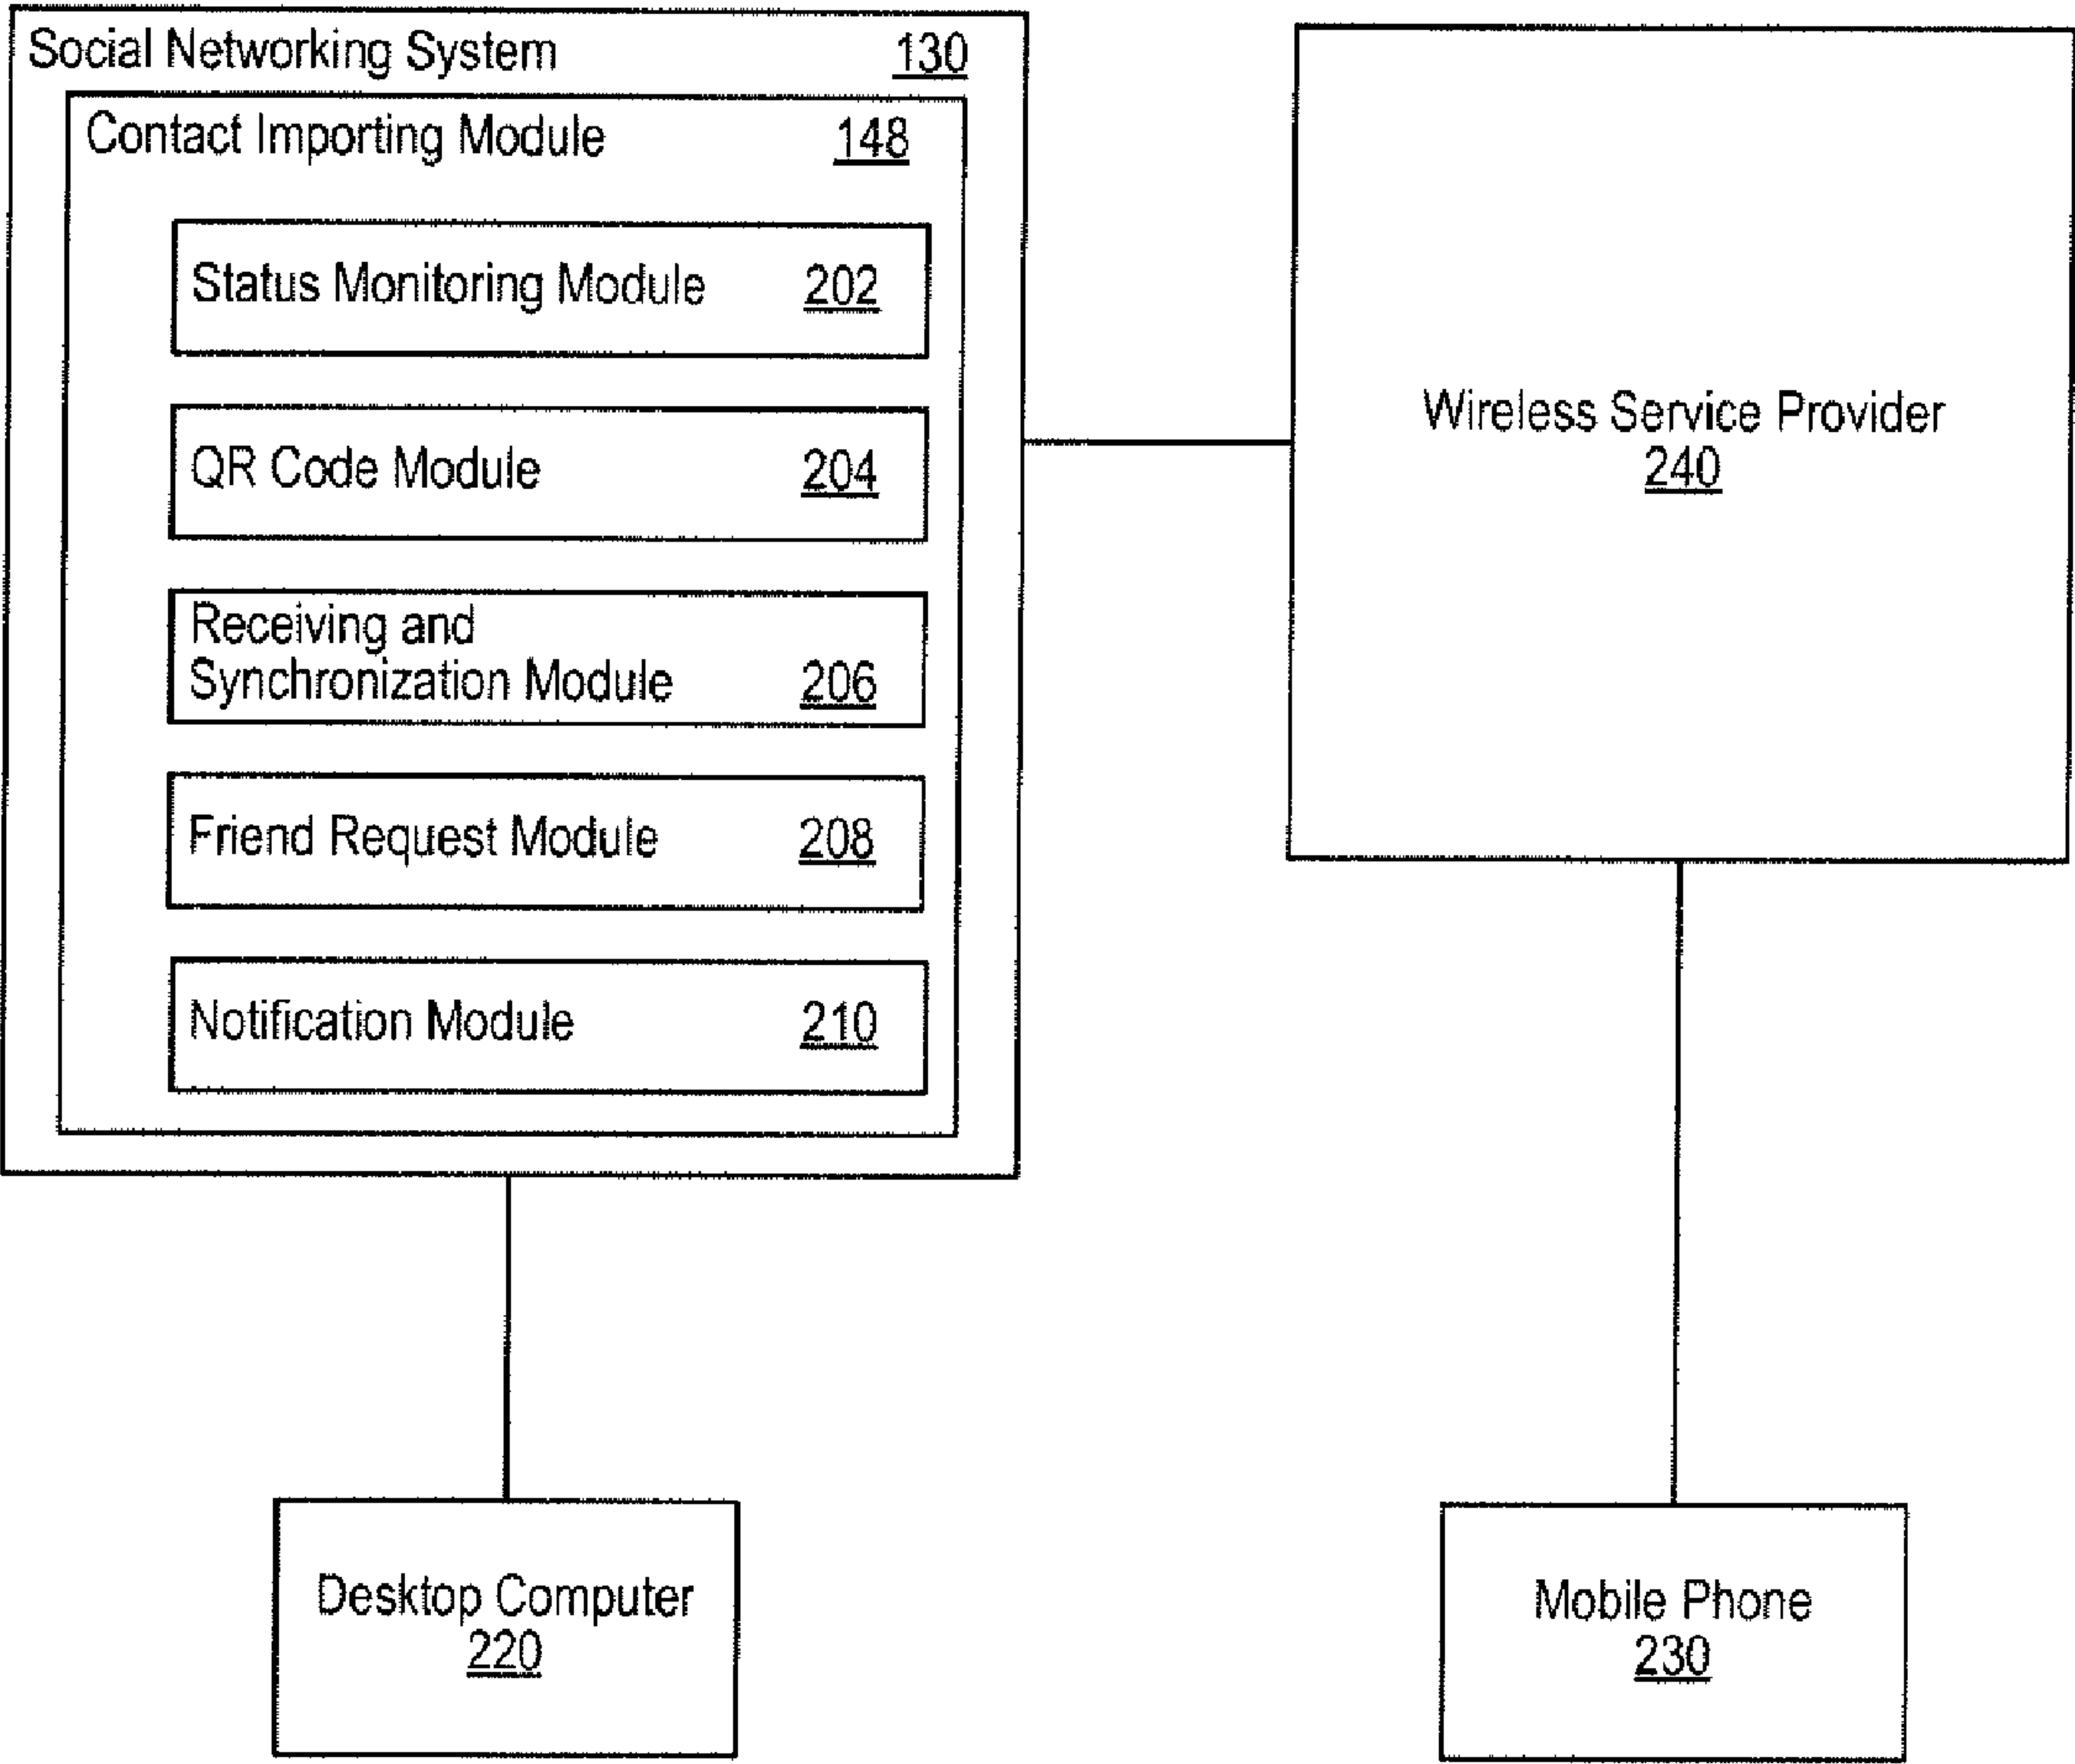 Social Networking System 130
Contact Importing Module 148
Status Monitoring Module 202
QR Code Module 204
Receiving and
Synchronization Module 206
Friend Request Module 208
Notification Module 210
Wireless Service Provider
240
Desktop Computer
220
Mobile Phone
230